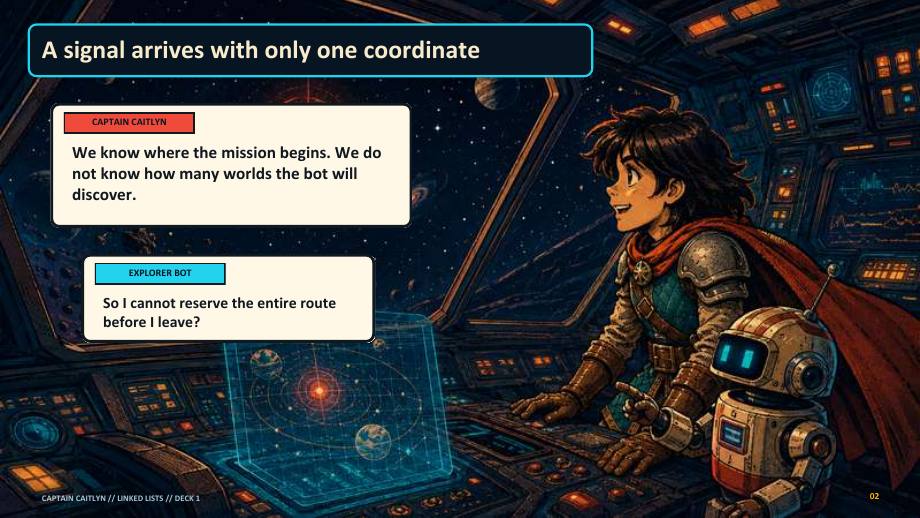 A signal arrives with only one coordinate
CAPTAIN CAITLYN
We know where the mission begins. We do
not know how many worlds the bot will
discover.
EXPLORER BOT
So I cannot reserve the entire route
before I leave?
CAPTAIN CAITLYN // LINKED LISTS // DECK 1
02